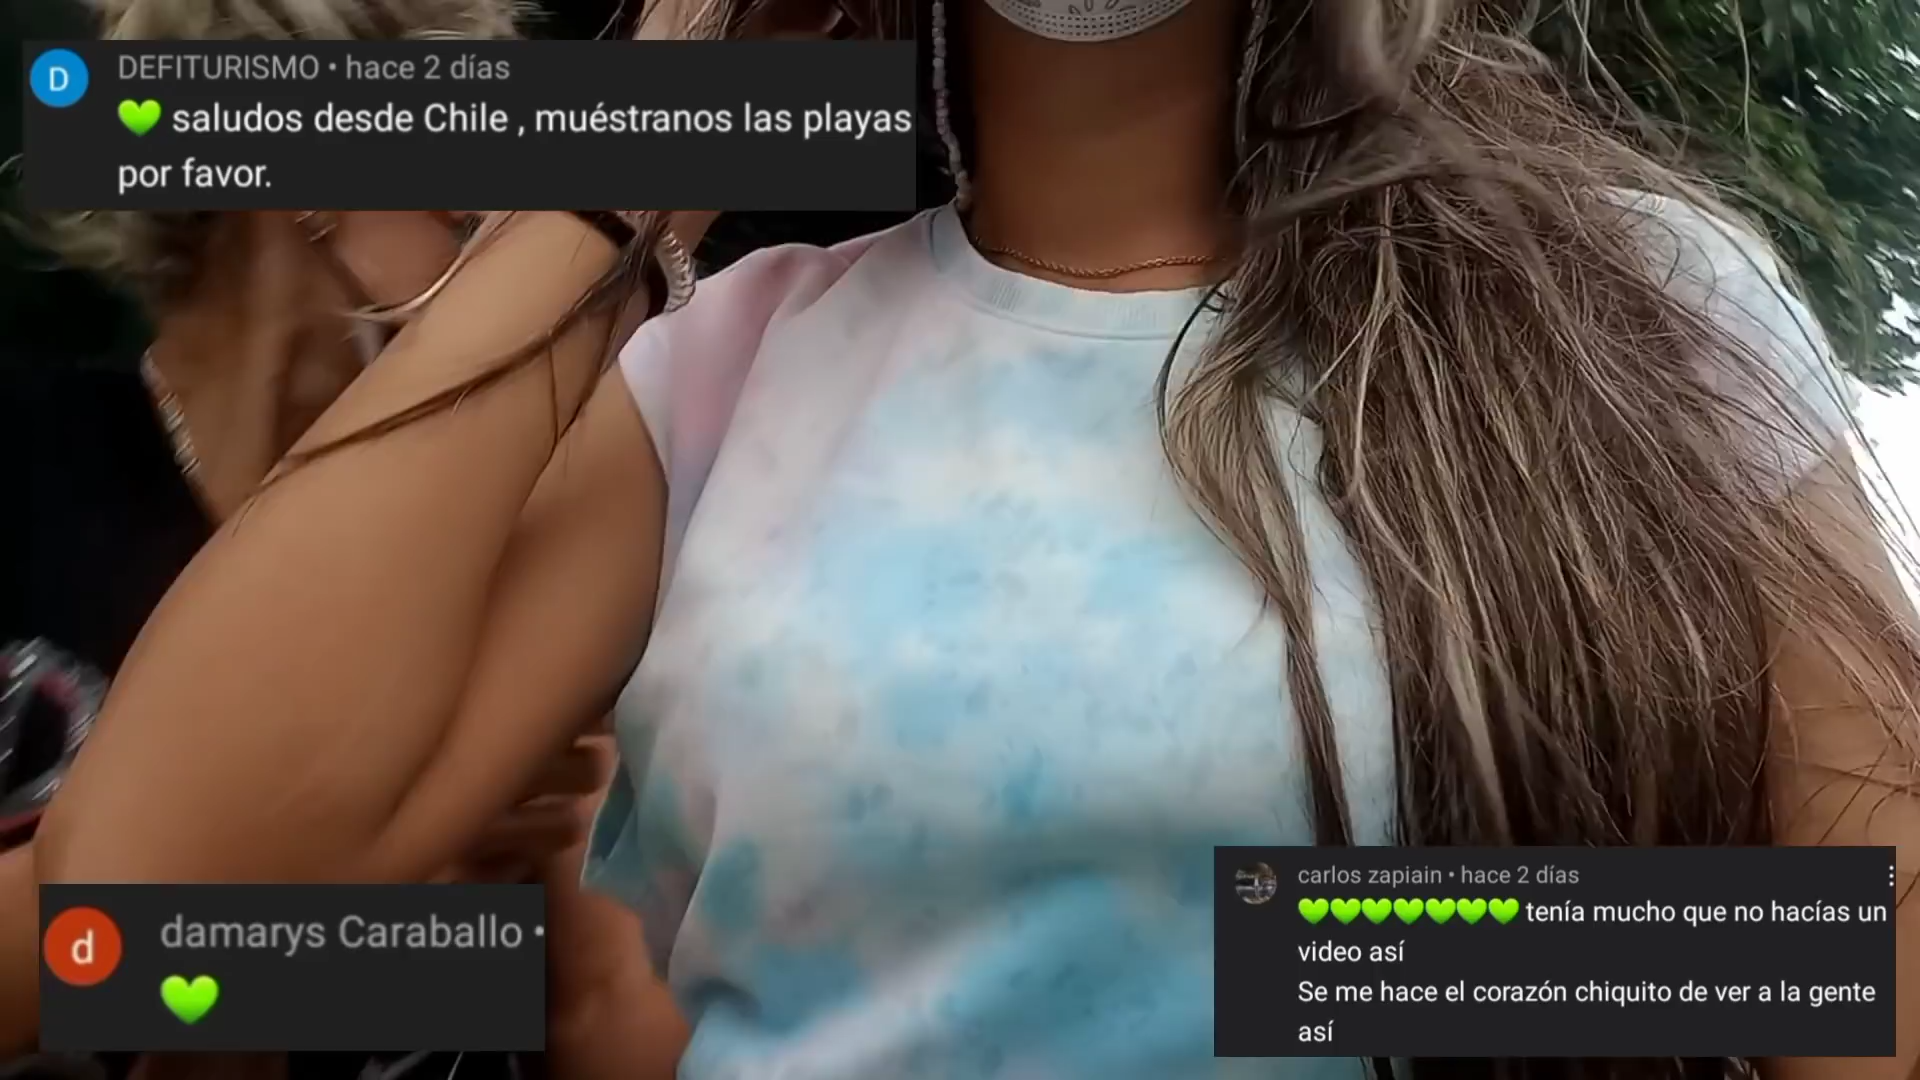 D
DEFITURISMO • hace 2 días
💚 saludos desde Chile , muéstranos las playas
por favor.
d
damarys Caraballo •
💚
carlos zapiain • hace 2 días
💚💚💚💚💚💚💚 tenía mucho que no hacías un
video así
Se me hace el corazón chiquito de ver a la gente
así